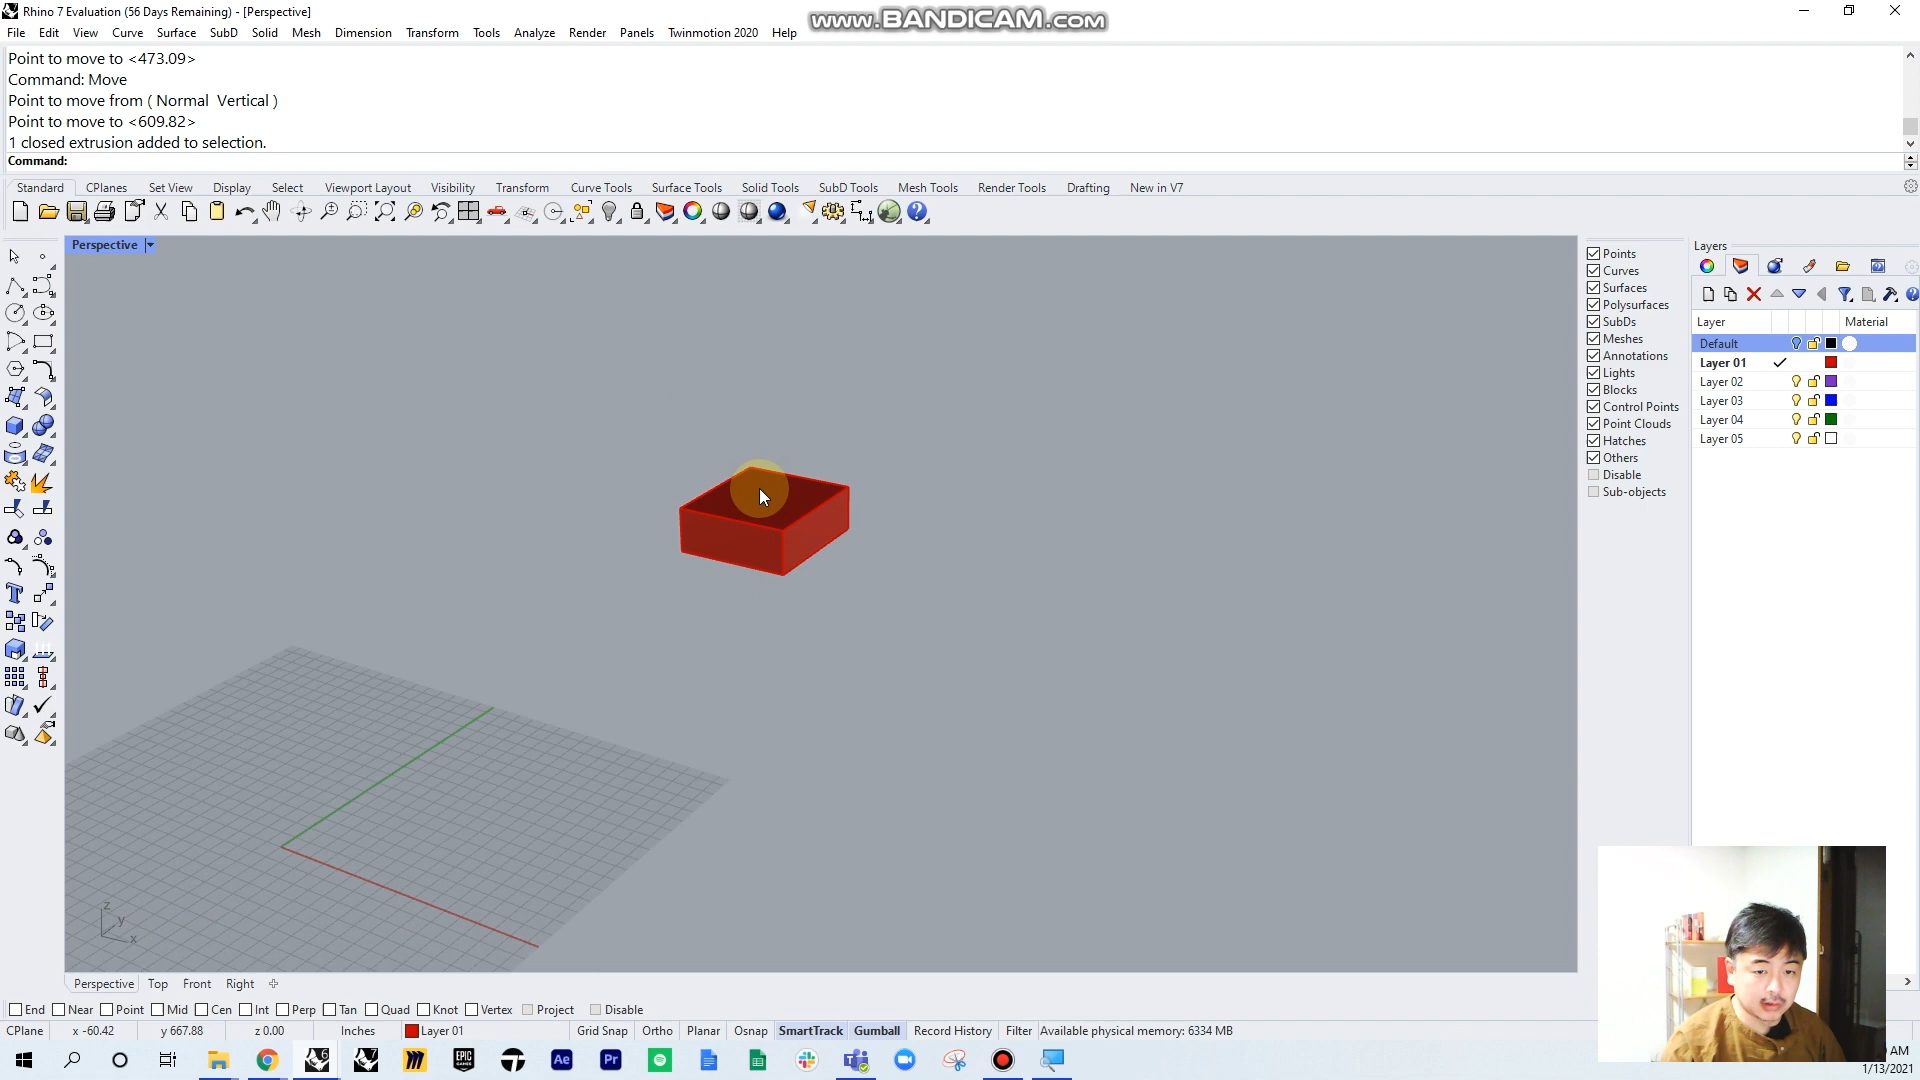 Rhino 7 Evaluation (56 Days Remaining) - [Perspective]
www.BANDICAM.com
File Edit View Curve Surface SubD Solid Mesh Dimension Transform Tools Analyze Render Panels Twinmotion 2020 Help
Point to move to <473.09>
Command: Move
Point to move from ( Normal Vertical )
Point to move to <609.82>
1 closed extrusion added to selection.
Command:
Standard CPlanes Set View Display Select Viewport Layout Visibility Transform Curve Tools Surface Tools Solid Tools SubD Tools Mesh Tools Render Tools Drafting New in V7
Perspective
Points
Curves
Surfaces
Polysurfaces
SubDs
Meshes
Annotations
Lights
Blocks
Control Points
Point Clouds
Hatches
Others
Disable
Sub-objects
Layers
Layer Material
Default
Layer 01
Layer 02
Layer 03
Layer 04
Layer 05
z
y
x
Perspective Top Front Right
End Near Point Mid Cen Int Perp Tan Quad Knot Vertex Project Disable
CPlane x -60.42 y 667.88 z 0.00 Inches Layer 01 Grid Snap Ortho Planar Osnap SmartTrack Gumball Record History Filter Available physical memory: 6334 MB
6 7 EPIC GAMES Ae Pr
AM
1/13/2021